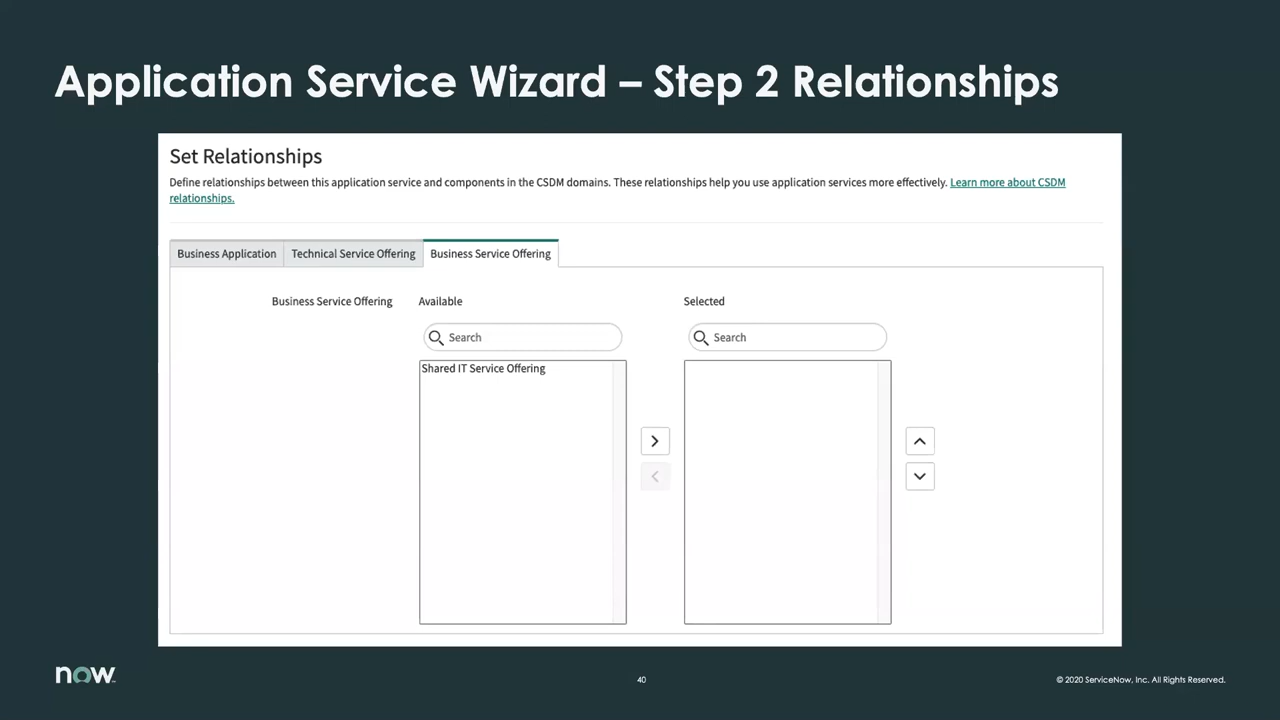 Application Service Wizard – Step 2 Relationships
Set Relationships
Define relationships between this application service and components in the CSDM domains. These relationships help you use application services more effectively. Learn more about CSDM
relationships.
Business Application
Technical Service Offering
Business Service Offering
Business Service Offering
Available
Selected
Search
Search
Shared IT Service Offering
now™
40
© 2020 ServiceNow, Inc. All Rights Reserved.